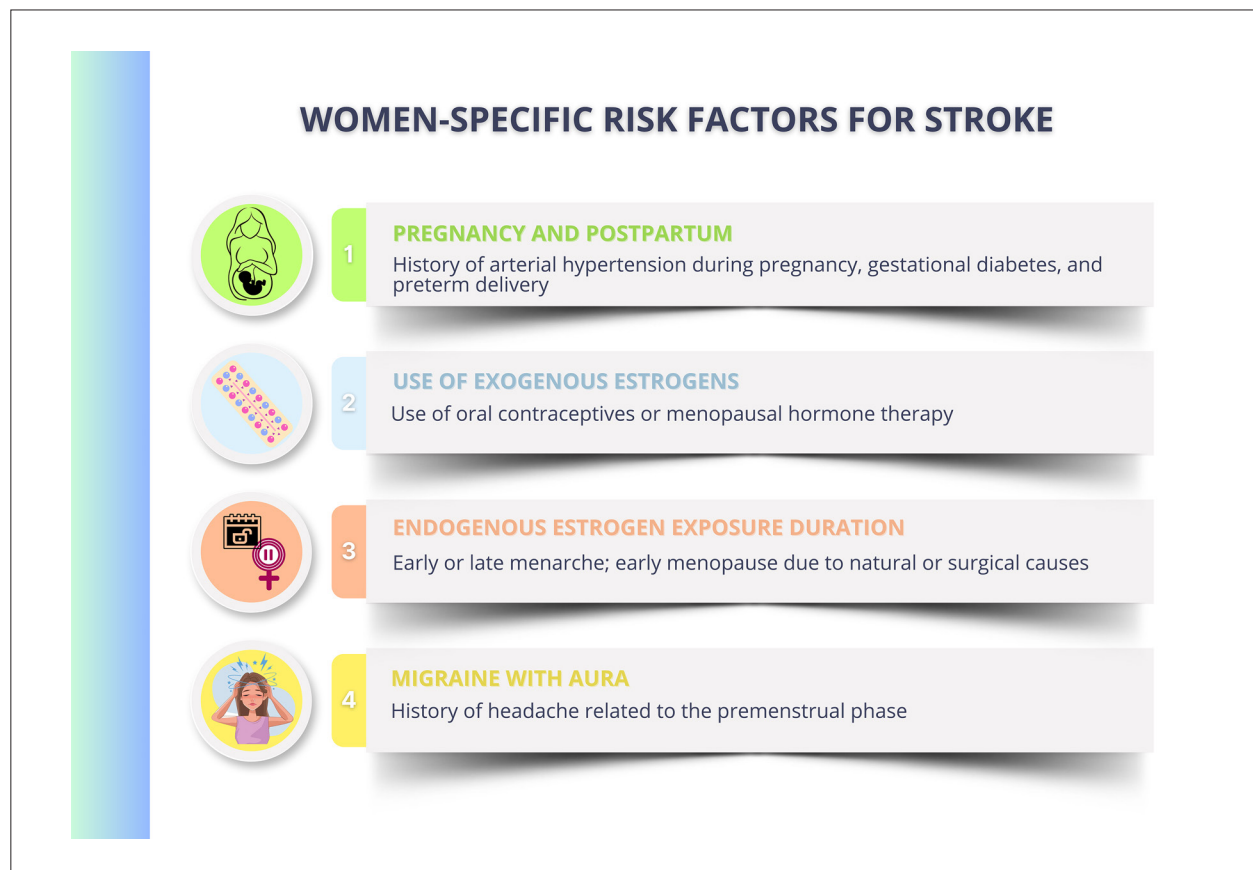 WOMEN-SPECIFIC RISK FACTORS FOR STROKE
1
PREGNANCY AND POSTPARTUM
History of arterial hypertension during pregnancy, gestational diabetes, and
preterm delivery
2
USE OF EXOGENOUS ESTROGENS
Use of oral contraceptives or menopausal hormone therapy
3
ENDOGENOUS ESTROGEN EXPOSURE DURATION
Early or late menarche; early menopause due to natural or surgical causes
4
MIGRAINE WITH AURA
History of headache related to the premenstrual phase